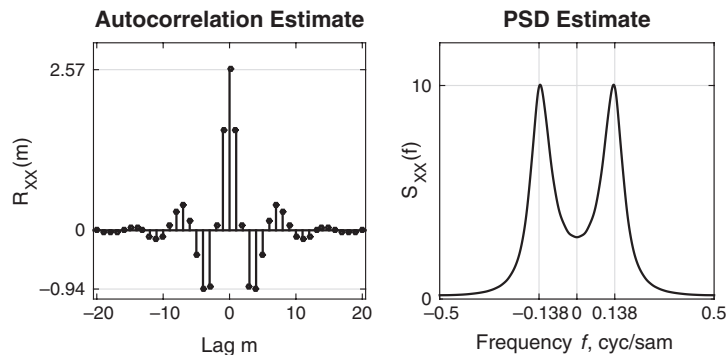 Autocorrelation Estimate
2.57
0
−0.94
R_XX(m)
−20 −10 0 10 20
Lag m
PSD Estimate
10
0
S_XX(f)
−0.5 −0.138 0 0.138 0.5
Frequency f, cyc/sam